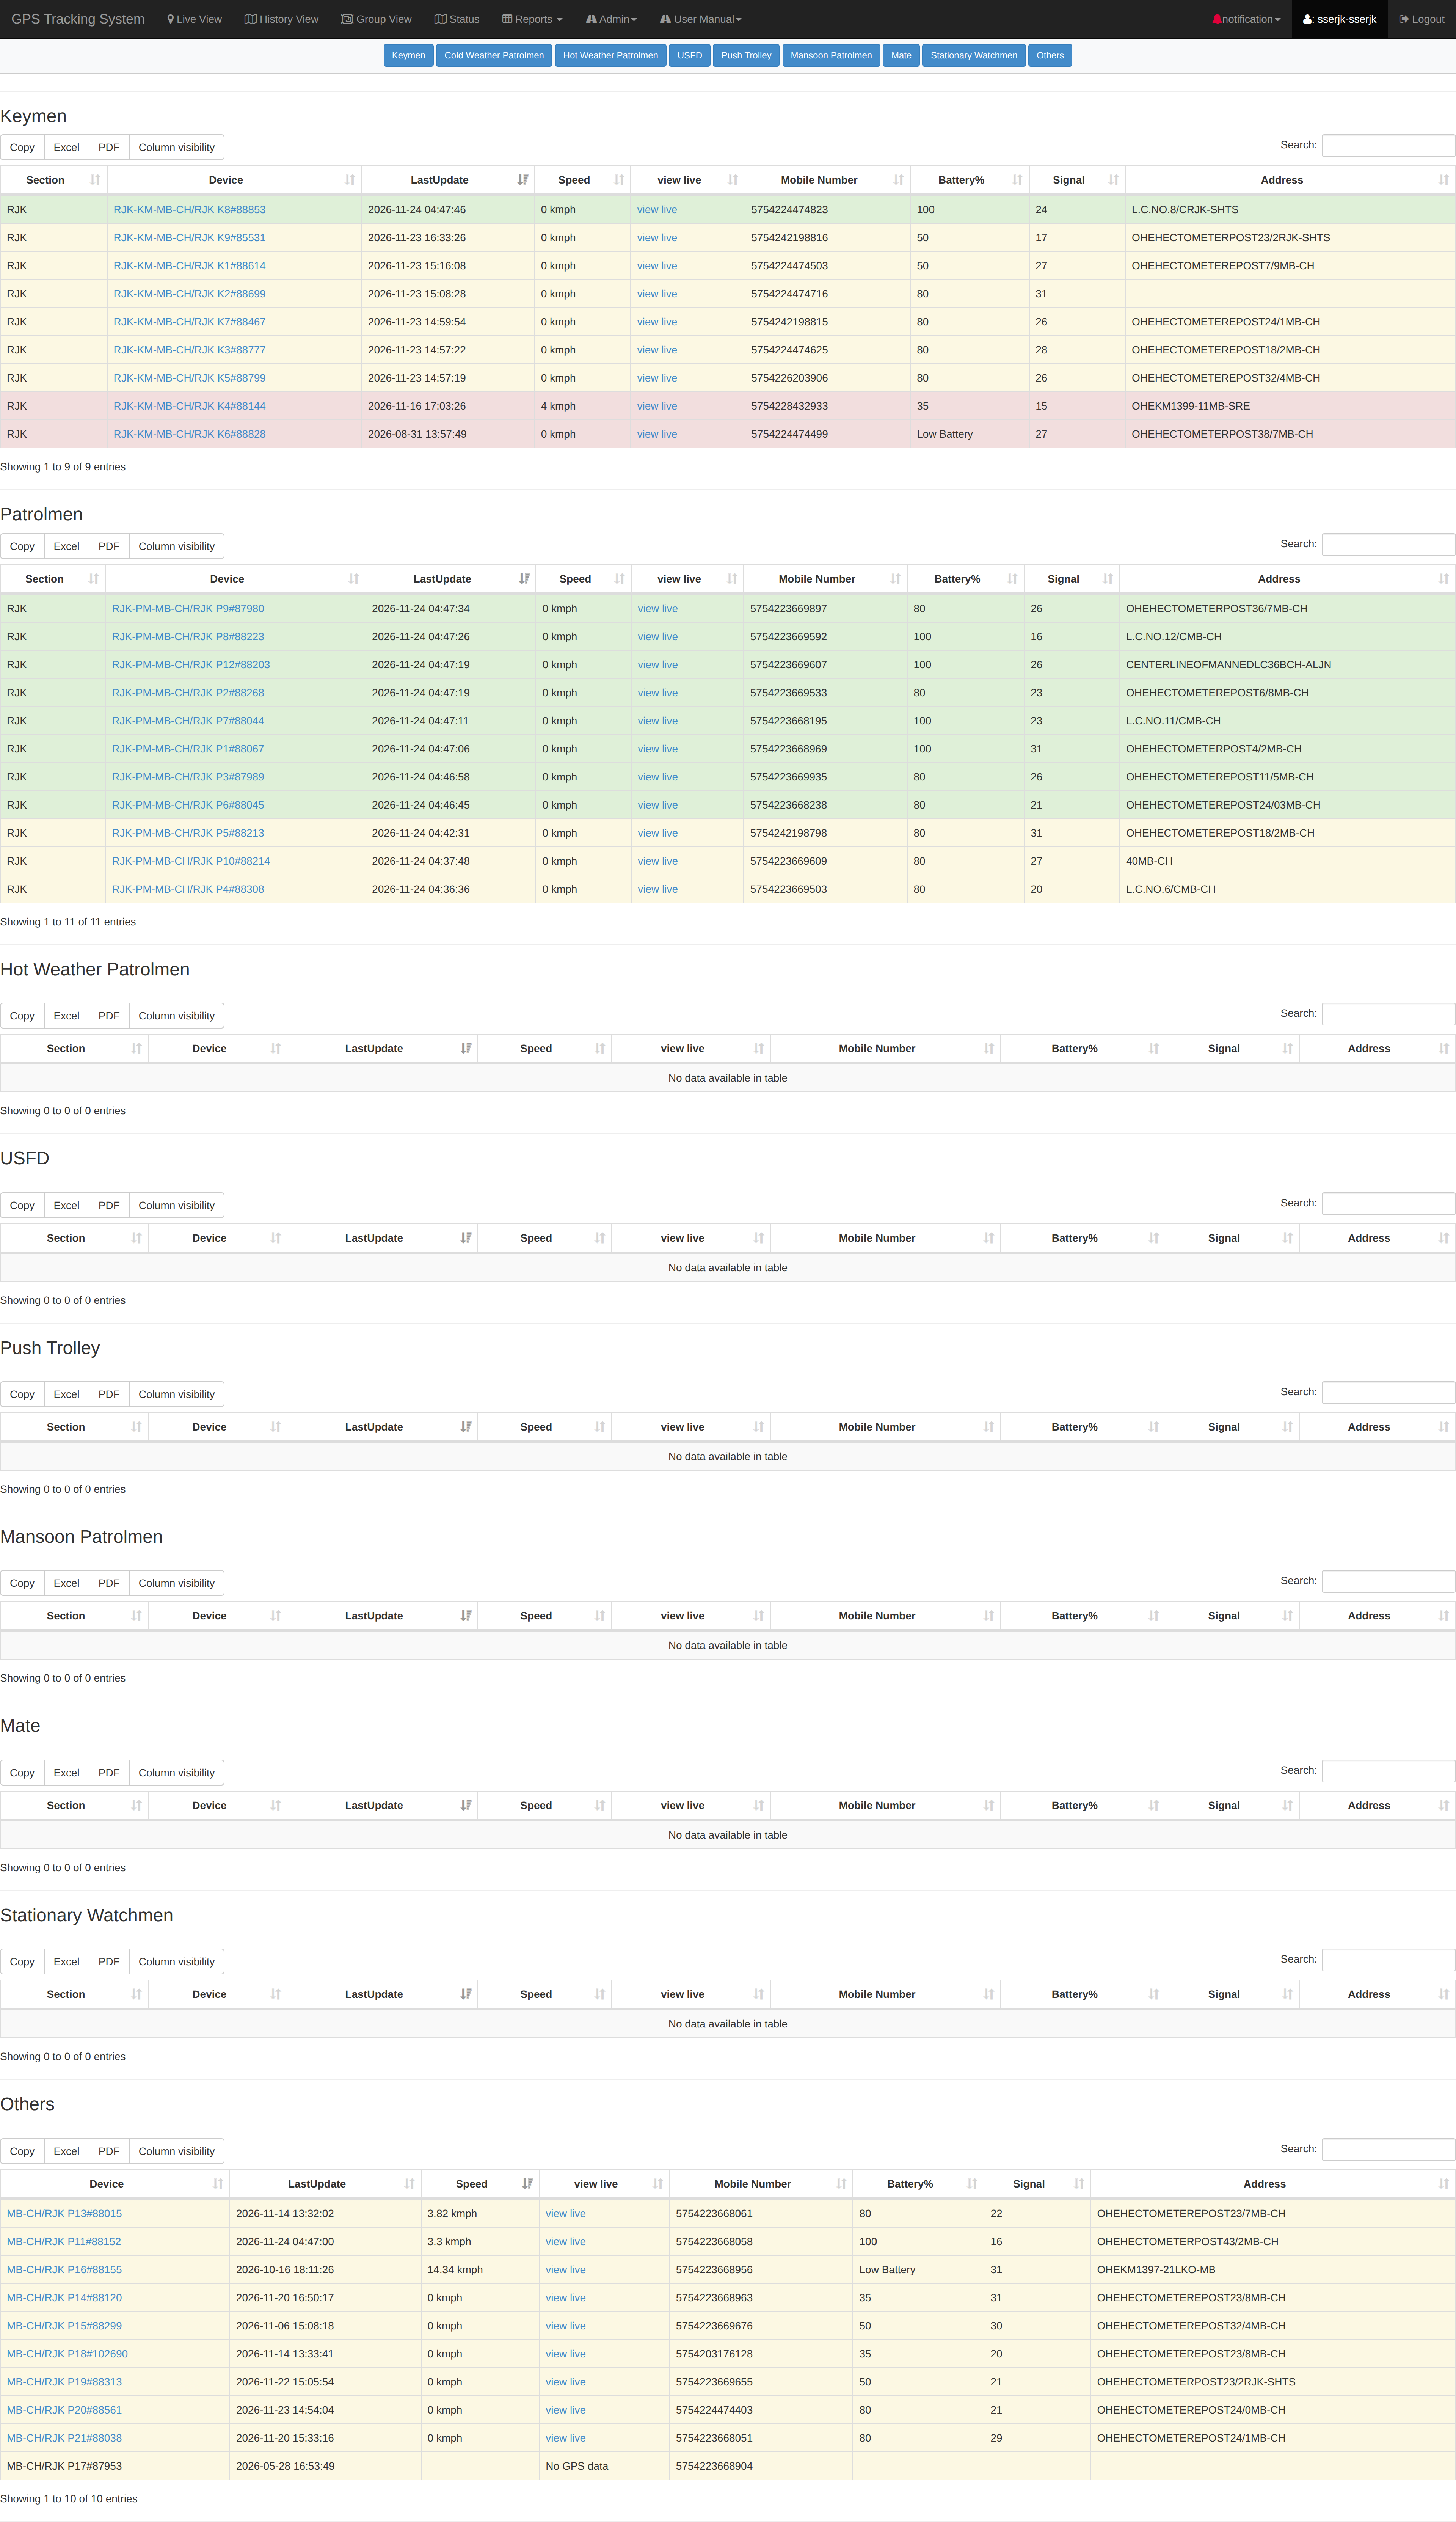 GPS Tracking System Live View History View Group View Status Reports Admin User Manual notification : sserjk-sserjk Logout
Keymen Cold Weather Patrolmen Hot Weather Patrolmen USFD Push Trolley Mansoon Patrolmen Mate Stationary Watchmen Others
Keymen
Copy Excel PDF Column visibility Search:
Section Device LastUpdate Speed view live Mobile Number Battery% Signal Address
RJK RJK-KM-MB-CH/RJK K8#88853 2026-11-24 04:47:46 0 kmph view live 5754224474823 100 24 L.C.NO.8/CRJK-SHTS
RJK RJK-KM-MB-CH/RJK K9#85531 2026-11-23 16:33:26 0 kmph view live 5754242198816 50 17 OHEHECTOMETERPOST23/2RJK-SHTS
RJK RJK-KM-MB-CH/RJK K1#88614 2026-11-23 15:16:08 0 kmph view live 5754224474503 50 27 OHEHECTOMETEREPOST7/9MB-CH
RJK RJK-KM-MB-CH/RJK K2#88699 2026-11-23 15:08:28 0 kmph view live 5754224474716 80 31
RJK RJK-KM-MB-CH/RJK K7#88467 2026-11-23 14:59:54 0 kmph view live 5754242198815 80 26 OHEHECTOMETEREPOST24/1MB-CH
RJK RJK-KM-MB-CH/RJK K3#88777 2026-11-23 14:57:22 0 kmph view live 5754224474625 80 28 OHEHECTOMETEREPOST18/2MB-CH
RJK RJK-KM-MB-CH/RJK K5#88799 2026-11-23 14:57:19 0 kmph view live 5754226203906 80 26 OHEHECTOMETEREPOST32/4MB-CH
RJK RJK-KM-MB-CH/RJK K4#88144 2026-11-16 17:03:26 4 kmph view live 5754228432933 35 15 OHEKM1399-11MB-SRE
RJK RJK-KM-MB-CH/RJK K6#88828 2026-08-31 13:57:49 0 kmph view live 5754224474499 Low Battery 27 OHEHECTOMETERPOST38/7MB-CH
Showing 1 to 9 of 9 entries
Patrolmen
Copy Excel PDF Column visibility Search:
Section Device LastUpdate Speed view live Mobile Number Battery% Signal Address
RJK RJK-PM-MB-CH/RJK P9#87980 2026-11-24 04:47:34 0 kmph view live 5754223669897 80 26 OHEHECTOMETERPOST36/7MB-CH
RJK RJK-PM-MB-CH/RJK P8#88223 2026-11-24 04:47:26 0 kmph view live 5754223669592 100 16 L.C.NO.12/CMB-CH
RJK RJK-PM-MB-CH/RJK P12#88203 2026-11-24 04:47:19 0 kmph view live 5754223669607 100 26 CENTERLINEOFMANNEDLC36BCH-ALJN
RJK RJK-PM-MB-CH/RJK P2#88268 2026-11-24 04:47:19 0 kmph view live 5754223669533 80 23 OHEHECTOMETEREPOST6/8MB-CH
RJK RJK-PM-MB-CH/RJK P7#88044 2026-11-24 04:47:11 0 kmph view live 5754223668195 100 23 L.C.NO.11/CMB-CH
RJK RJK-PM-MB-CH/RJK P1#88067 2026-11-24 04:47:06 0 kmph view live 5754223668969 100 31 OHEHECTOMETERPOST4/2MB-CH
RJK RJK-PM-MB-CH/RJK P3#87989 2026-11-24 04:46:58 0 kmph view live 5754223669935 80 26 OHEHECTOMETEREPOST11/5MB-CH
RJK RJK-PM-MB-CH/RJK P6#88045 2026-11-24 04:46:45 0 kmph view live 5754223668238 80 21 OHEHECTOMETEREPOST24/03MB-CH
RJK RJK-PM-MB-CH/RJK P5#88213 2026-11-24 04:42:31 0 kmph view live 5754242198798 80 31 OHEHECTOMETEREPOST18/2MB-CH
RJK RJK-PM-MB-CH/RJK P10#88214 2026-11-24 04:37:48 0 kmph view live 5754223669609 80 27 40MB-CH
RJK RJK-PM-MB-CH/RJK P4#88308 2026-11-24 04:36:36 0 kmph view live 5754223669503 80 20 L.C.NO.6/CMB-CH
Showing 1 to 11 of 11 entries
Hot Weather Patrolmen
Copy Excel PDF Column visibility Search:
Section Device LastUpdate Speed view live Mobile Number Battery% Signal Address
No data available in table
Showing 0 to 0 of 0 entries
USFD
Copy Excel PDF Column visibility Search:
Section Device LastUpdate Speed view live Mobile Number Battery% Signal Address
No data available in table
Showing 0 to 0 of 0 entries
Push Trolley
Copy Excel PDF Column visibility Search:
Section Device LastUpdate Speed view live Mobile Number Battery% Signal Address
No data available in table
Showing 0 to 0 of 0 entries
Mansoon Patrolmen
Copy Excel PDF Column visibility Search:
Section Device LastUpdate Speed view live Mobile Number Battery% Signal Address
No data available in table
Showing 0 to 0 of 0 entries
Mate
Copy Excel PDF Column visibility Search:
Section Device LastUpdate Speed view live Mobile Number Battery% Signal Address
No data available in table
Showing 0 to 0 of 0 entries
Stationary Watchmen
Copy Excel PDF Column visibility Search:
Section Device LastUpdate Speed view live Mobile Number Battery% Signal Address
No data available in table
Showing 0 to 0 of 0 entries
Others
Copy Excel PDF Column visibility Search:
Device LastUpdate Speed view live Mobile Number Battery% Signal Address
MB-CH/RJK P13#88015 2026-11-14 13:32:02 3.82 kmph view live 5754223668061 80 22 OHEHECTOMETEREPOST23/7MB-CH
MB-CH/RJK P11#88152 2026-11-24 04:47:00 3.3 kmph view live 5754223668058 100 16 OHEHECTOMETERPOST43/2MB-CH
MB-CH/RJK P16#88155 2026-10-16 18:11:26 14.34 kmph view live 5754223668956 Low Battery 31 OHEKM1397-21LKO-MB
MB-CH/RJK P14#88120 2026-11-20 16:50:17 0 kmph view live 5754223668963 35 31 OHEHECTOMETEREPOST23/8MB-CH
MB-CH/RJK P15#88299 2026-11-06 15:08:18 0 kmph view live 5754223669676 50 30 OHEHECTOMETEREPOST32/4MB-CH
MB-CH/RJK P18#102690 2026-11-14 13:33:41 0 kmph view live 5754203176128 35 20 OHEHECTOMETEREPOST23/8MB-CH
MB-CH/RJK P19#88313 2026-11-22 15:05:54 0 kmph view live 5754223669655 50 21 OHEHECTOMETERPOST23/2RJK-SHTS
MB-CH/RJK P20#88561 2026-11-23 14:54:04 0 kmph view live 5754224474403 80 21 OHEHECTOMETEREPOST24/0MB-CH
MB-CH/RJK P21#88038 2026-11-20 15:33:16 0 kmph view live 5754223668051 80 29 OHEHECTOMETEREPOST24/1MB-CH
MB-CH/RJK P17#87953 2026-05-28 16:53:49 No GPS data 5754223668904
Showing 1 to 10 of 10 entries